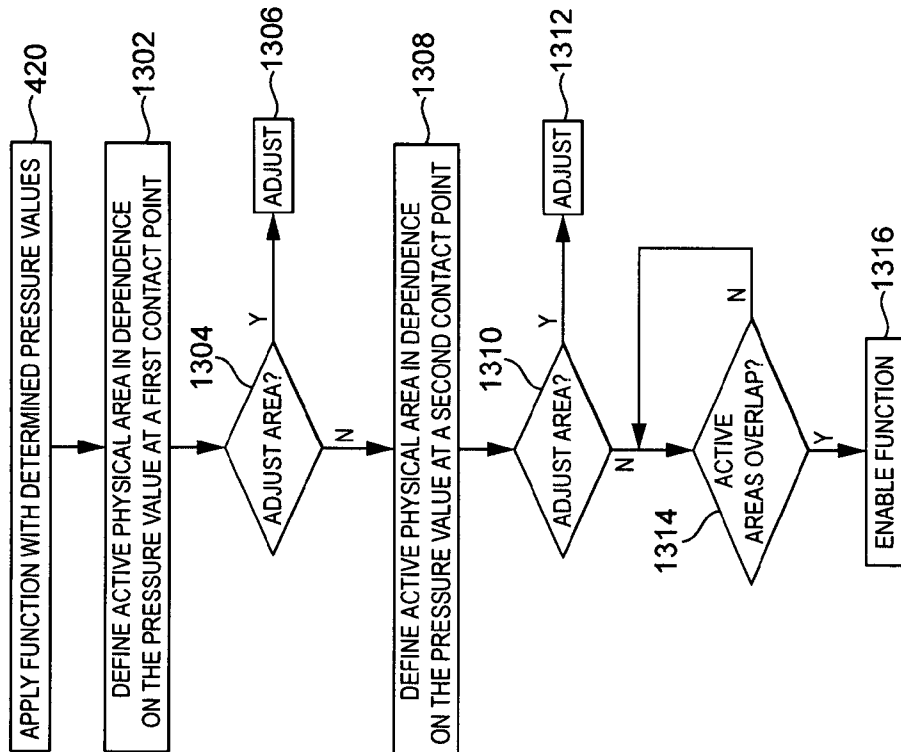 APPLY FUNCTION WITH DETERMINED PRESSURE VALUES
420
DEFINE ACTIVE PHYSICAL AREA IN DEPENDENCE
ON THE PRESSURE VALUE AT A FIRST CONTACT POINT
1302
1304
ADJUST AREA?
Y
ADJUST
1306
N
DEFINE ACTIVE PHYSICAL AREA IN DEPENDENCE
ON THE PRESSURE VALUE AT A SECOND CONTACT POINT
1308
1310
ADJUST AREA?
Y
ADJUST
1312
N
1314
ACTIVE
AREAS OVERLAP?
N
Y
ENABLE FUNCTION
1316